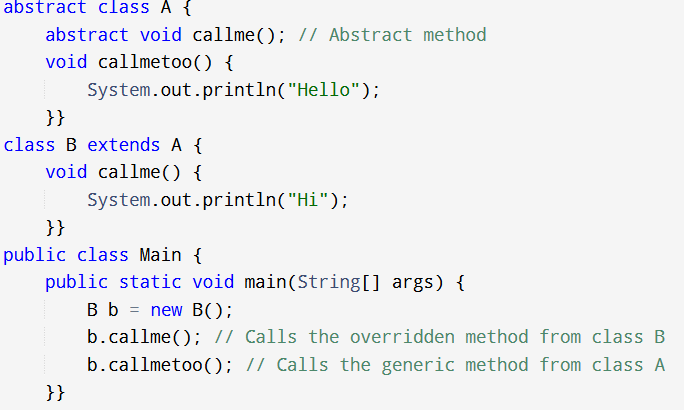 abstract class A {
    abstract void callme(); // Abstract method
    void callmetoo() {
        System.out.println("Hello");
    }}
class B extends A {
    void callme() {
        System.out.println("Hi");
    }}
public class Main {
    public static void main(String[] args) {
        B b = new B();
        b.callme(); // Calls the overridden method from class B
        b.callmetoo(); // Calls the generic method from class A
    }}